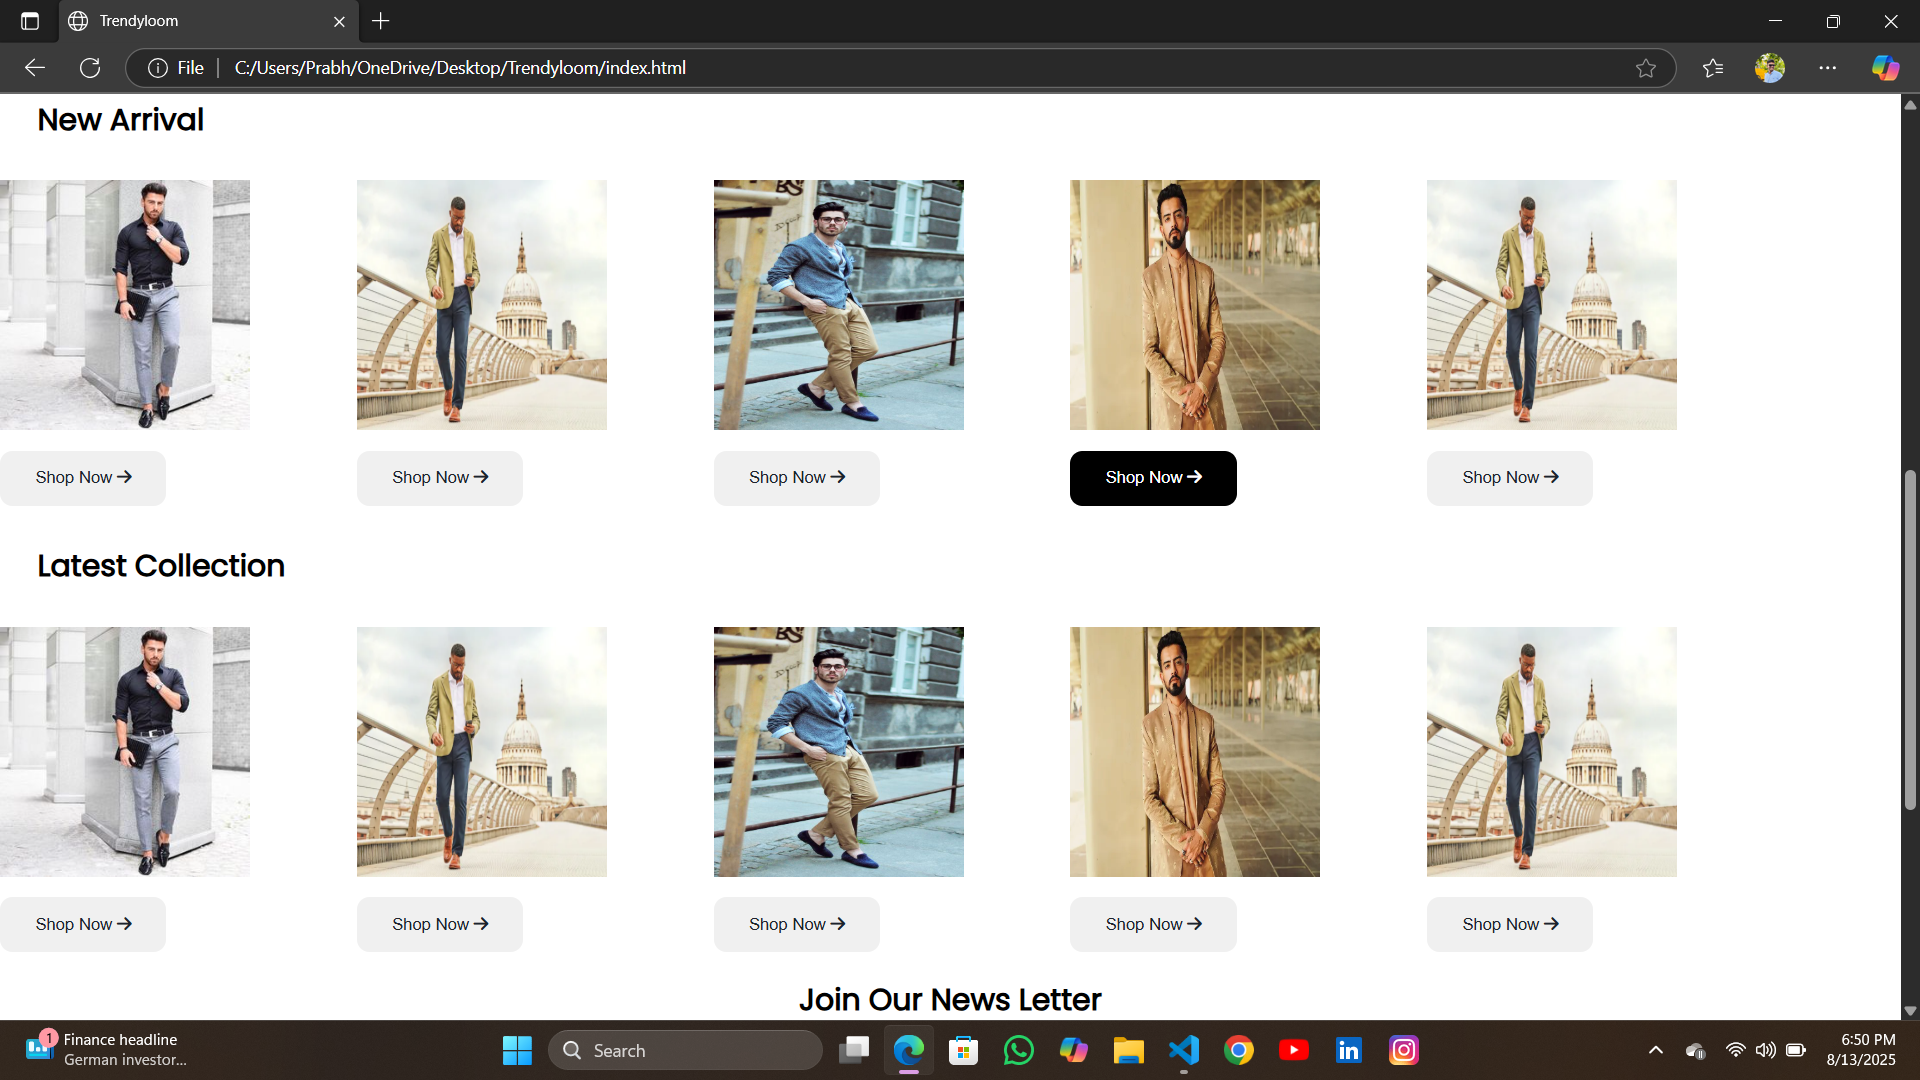 Trendyloom
File
C:/Users/Prabh/OneDrive/Desktop/Trendyloom/index.html
New Arrival
Shop Now →
Shop Now →
Shop Now →
Shop Now →
Shop Now →
Latest Collection
Shop Now →
Shop Now →
Shop Now →
Shop Now →
Shop Now →
Join Our News Letter
1
Finance headline
German investor...
Search
in
6:50 PM
8/13/2025